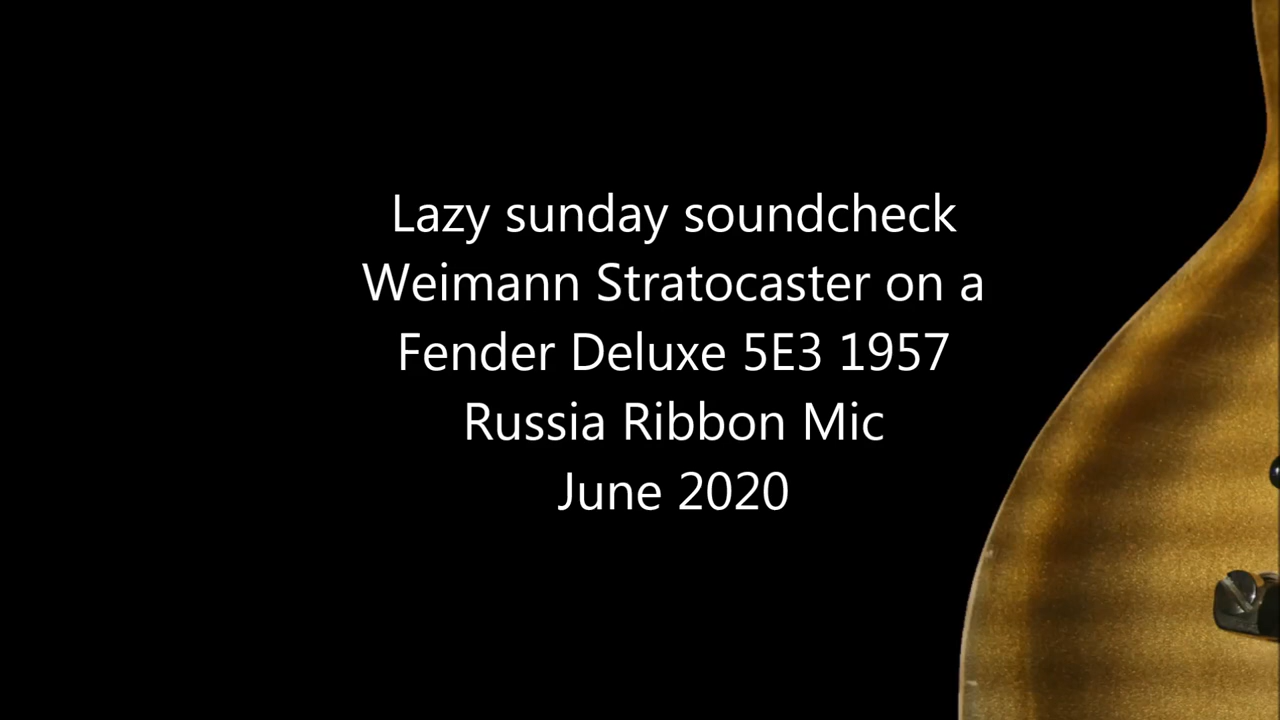 Lazy sunday soundcheck
Weimann Stratocaster on a
Fender Deluxe 5E3 1957
Russia Ribbon Mic
June 2020